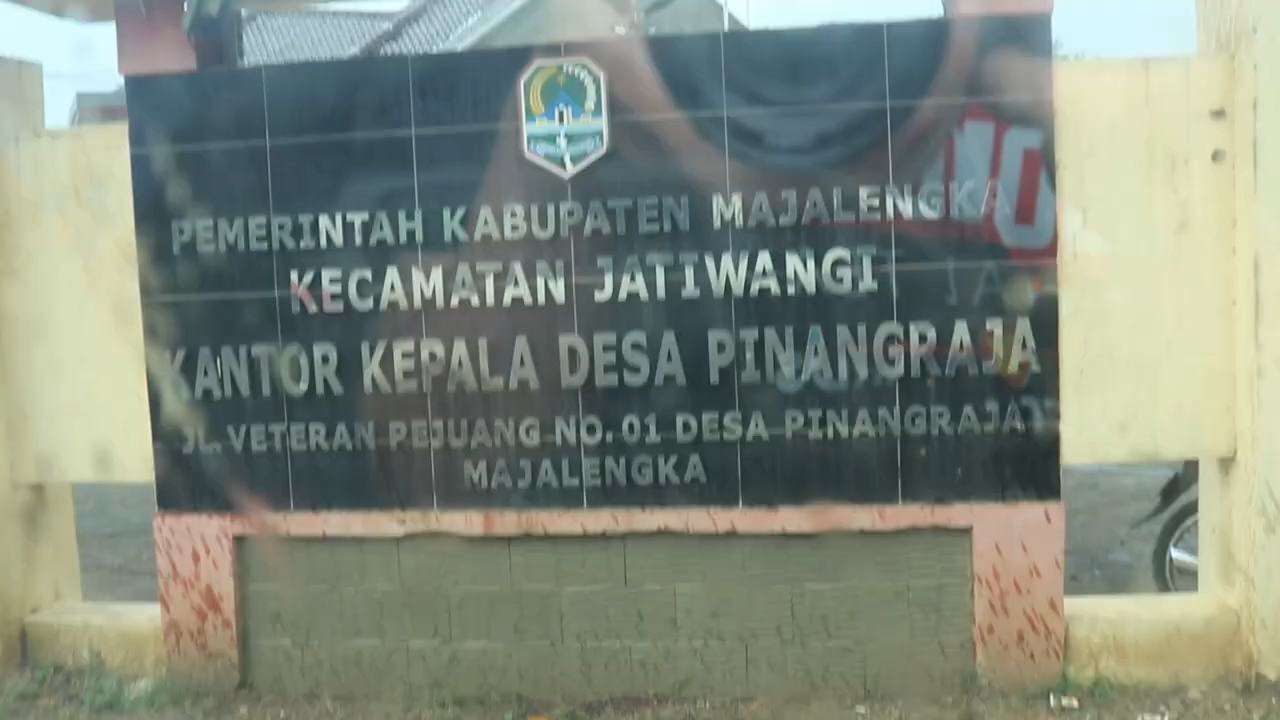 PEMERINTAH KABUPATEN MAJALENGKA
KECAMATAN JATIWANGI
KANTOR KEPALA DESA PINANGRAJA
JL. VETERAN PEJUANG NO. 01 DESA PINANGRAJA
MAJALENGKA